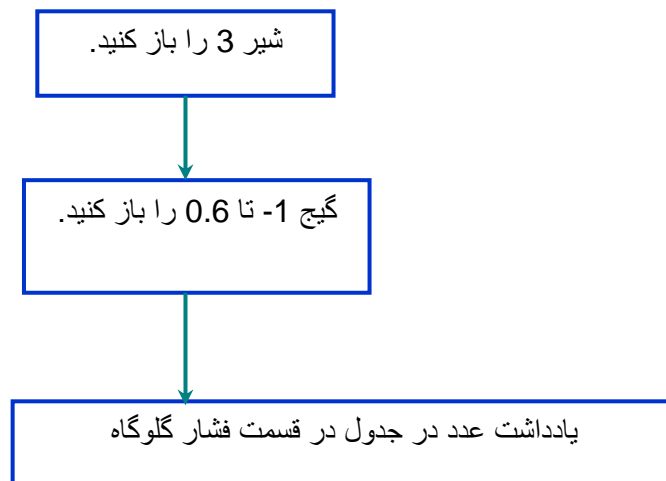 شیر 3 را باز کنید.
گیج 1- تا 0.6 را باز کنید.
یادداشت عدد در جدول در قسمت فشار گلوگاه